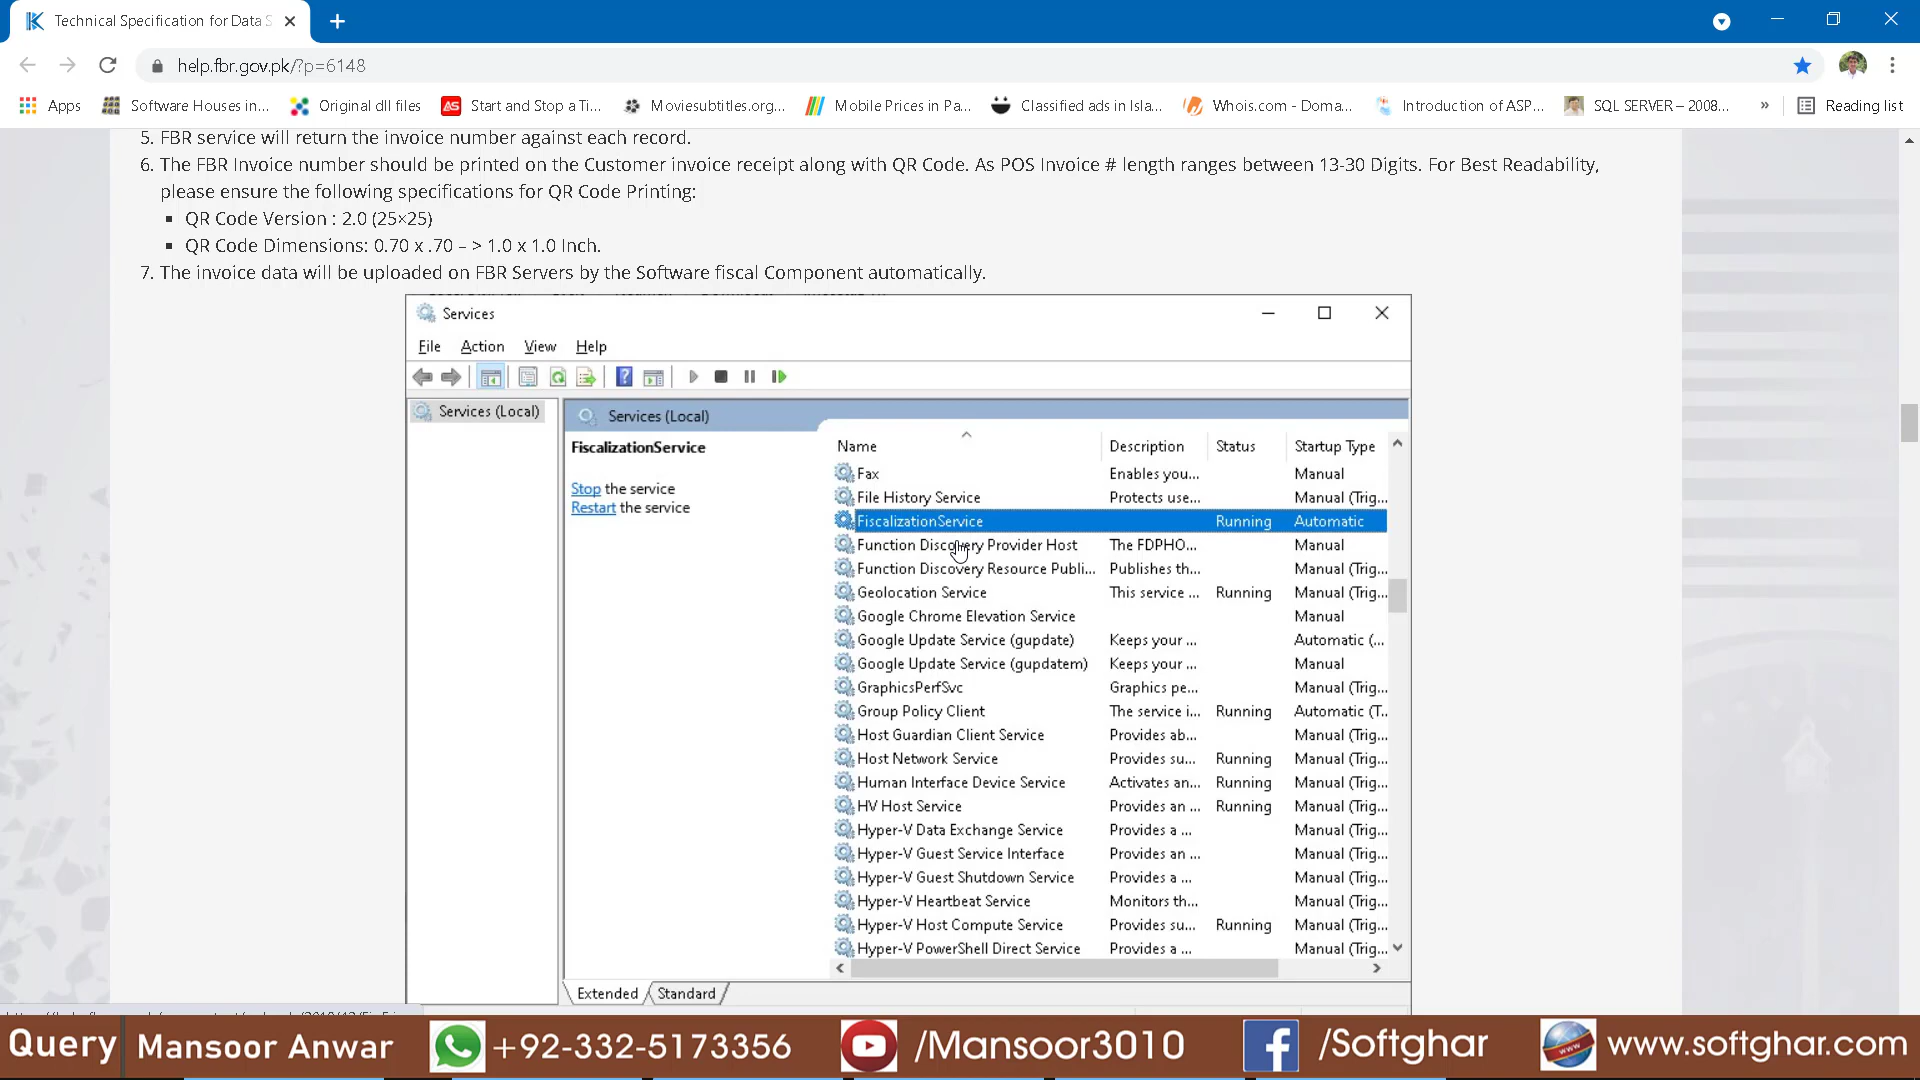 Technical Specification for Data S
help.fbr.gov.pk/?p=6148
Apps
Software Houses in...
Original dll files
Start and Stop a Ti...
Moviesubtitles.org...
Mobile Prices in Pa...
Classified ads in Isla...
Whois.com - Doma...
Introduction of ASP...
SQL SERVER – 2008...
»
Reading list
5. FBR service will return the invoice number against each record.
6. The FBR Invoice number should be printed on the Customer invoice receipt along with QR Code. As POS Invoice # length ranges between 13-30 Digits. For Best Readability,
please ensure the following specifications for QR Code Printing:
▪ QR Code Version : 2.0 (25×25)
▪ QR Code Dimensions: 0.70 x .70 – > 1.0 x 1.0 Inch.
7. The invoice data will be uploaded on FBR Servers by the Software fiscal Component automatically.
Services
File Action View Help
Services (Local)
Services (Local)
FiscalizationService
Stop the service
Restart the service
Name Description Status Startup Type
Fax Enables you... Manual
File History Service Protects use... Manual (Trig...
FiscalizationService Running Automatic
Function Discovery Provider Host The FDPHO... Manual
Function Discovery Resource Publi... Publishes th... Manual (Trig...
Geolocation Service This service ... Running Manual (Trig...
Google Chrome Elevation Service Manual
Google Update Service (gupdate) Keeps your ... Automatic (...
Google Update Service (gupdatem) Keeps your ... Manual
GraphicsPerfSvc Graphics pe... Manual (Trig...
Group Policy Client The service i... Running Automatic (T...
Host Guardian Client Service Provides ab... Manual (Trig...
Host Network Service Provides su... Running Manual (Trig...
Human Interface Device Service Activates an... Running Manual (Trig...
HV Host Service Provides an ... Running Manual (Trig...
Hyper-V Data Exchange Service Provides a ... Manual (Trig...
Hyper-V Guest Service Interface Provides an ... Manual (Trig...
Hyper-V Guest Shutdown Service Provides a ... Manual (Trig...
Hyper-V Heartbeat Service Monitors th... Manual (Trig...
Hyper-V Host Compute Service Provides su... Running Manual (Trig...
Hyper-V PowerShell Direct Service Provides a ... Manual (Trig...
Extended Standard
Query Mansoor Anwar +92-332-5173356 /Mansoor3010 /Softghar www.softghar.com